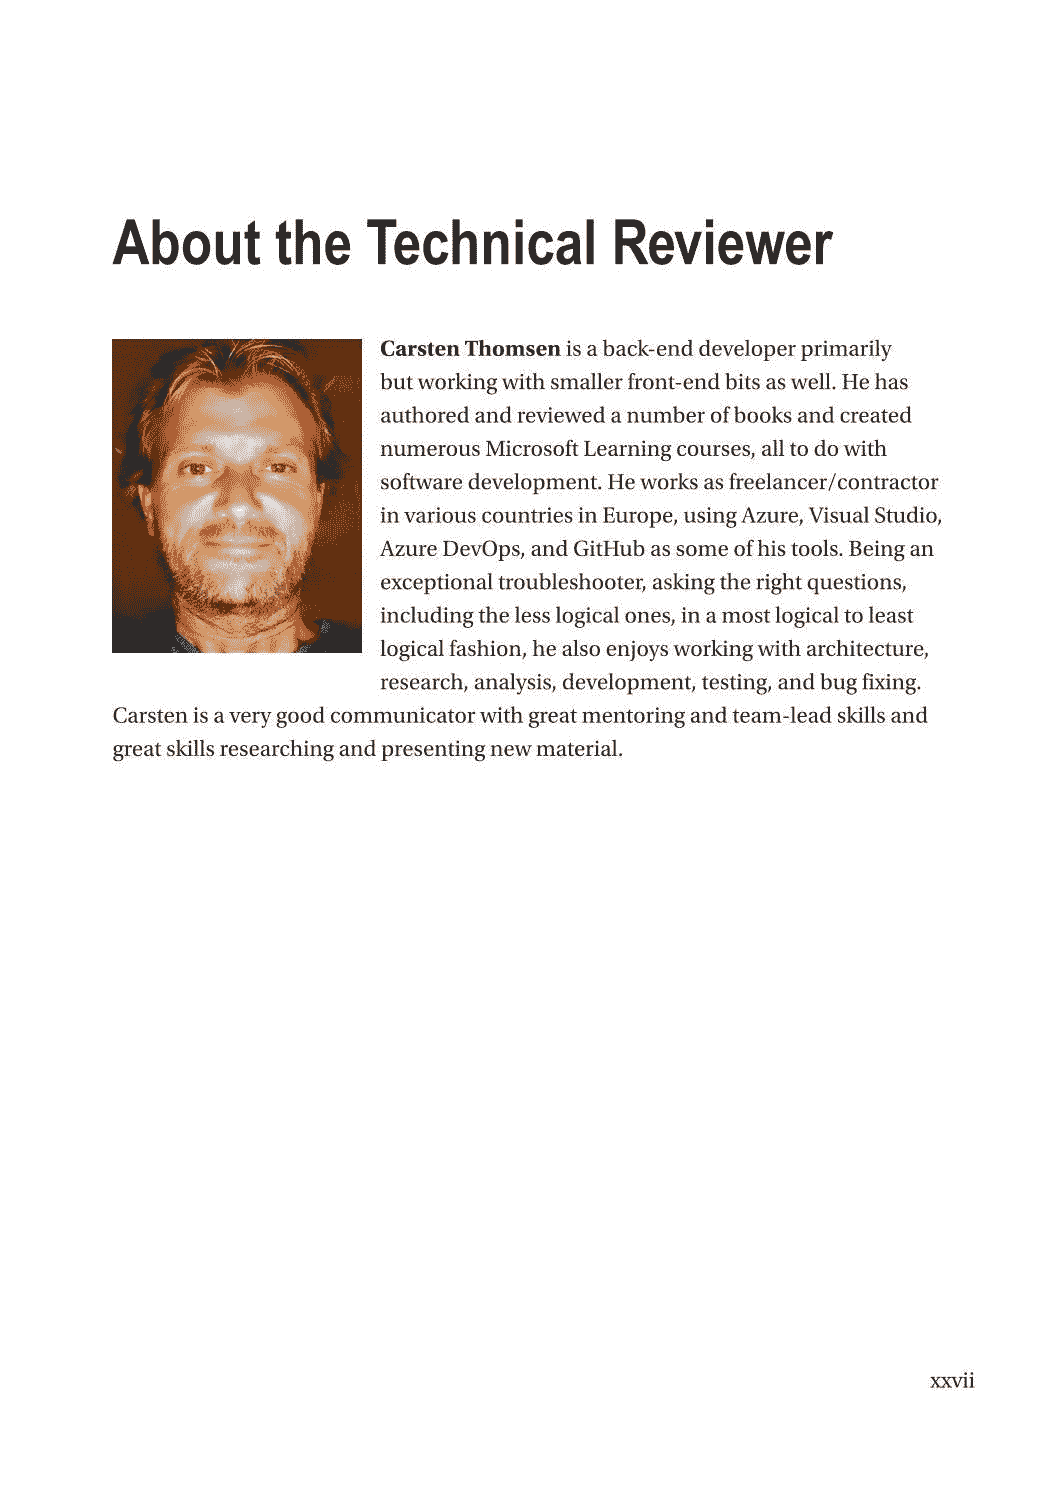 About the Technical Reviewer
Carsten Thomsen is a back-end developer primarily
but working with smaller front-end bits as well. He has
authored and reviewed a number of books and created
numerous Microsoft Learning courses, all to do with
software development. He works as freelancer/contractor
in various countries in Europe, using Azure, Visual Studio,
Azure DevOps, and GitHub as some of his tools. Being an
exceptional troubleshooter, asking the right questions,
including the less logical ones, in a most logical to least
logical fashion, he also enjoys working with architecture,
research, analysis, development, testing, and bug fixing.
Carsten is a very good communicator with great mentoring and team-lead skills and
great skills researching and presenting new material.
xxvii